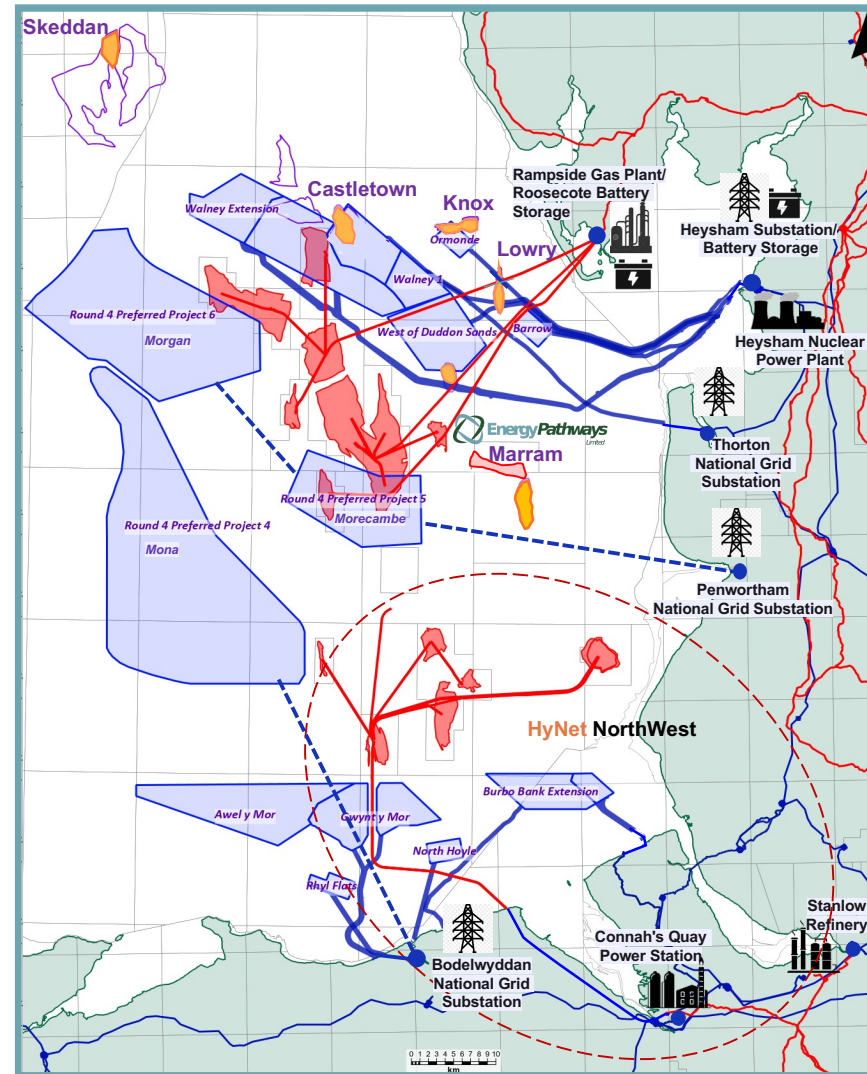 Skeddan
Castletown
Knox
Lowry
Walney Extension
Ormonde
Walney 1
West of Duddon Sands
Barrow
Rampside Gas Plant/
Roosecote Battery
Storage
Heysham Substation/
Battery Storage
Heysham Nuclear
Power Plant
Round 4 Preferred Project 6
Morgan
EnergyPathways
Limited
Marram
Thorton
National Grid
Substation
Round 4 Preferred Project 5
Morecambe
Round 4 Preferred Project 4
Mona
Penwortham
National Grid Substation
HyNet NorthWest
Burbo Bank Extension
Awel y Mor
Gwynt y Mor
North Hoyle
Rhyl Flats
Bodelwyddan
National Grid
Substation
Connah's Quay
Power Station
Stanlow
Refinery
0 1 2 3 4 5 6 7 8 9 10
km